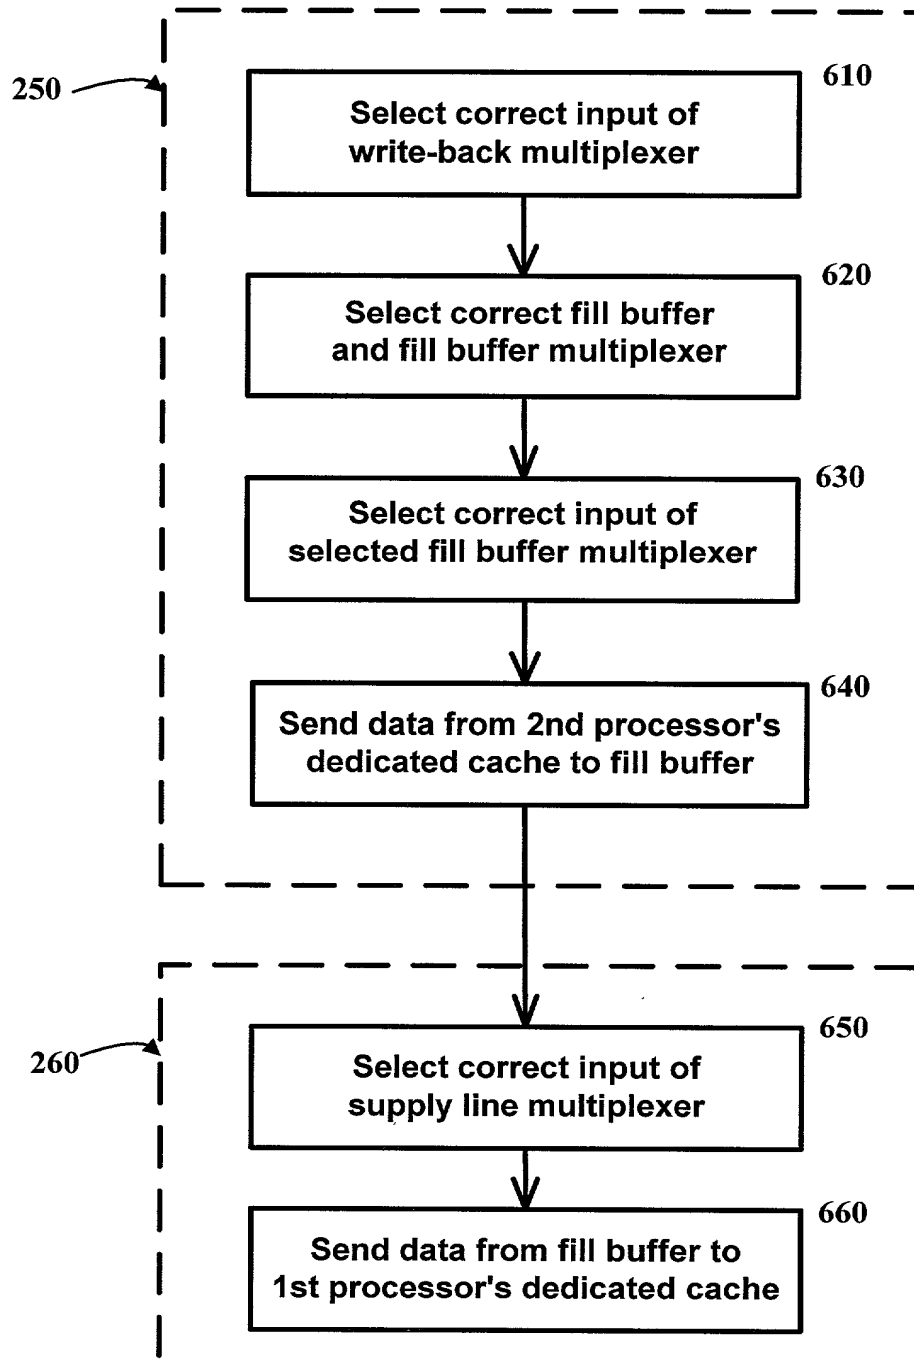 250
610
Select correct input of
write-back multiplexer
620
Select correct fill buffer
and fill buffer multiplexer
630
Select correct input of
selected fill buffer multiplexer
640
Send data from 2nd processor's
dedicated cache to fill buffer
260
650
Select correct input of
supply line multiplexer
660
Send data from fill buffer to
1st processor's dedicated cache